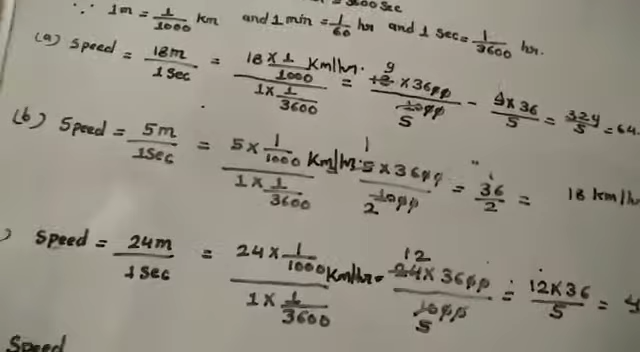 = 3600 sec
∵ 1m = 1/1000 km and 1 min = 1/60 hr and 1 sec = 1/3600 hr.
(a) Speed = 18m/1sec = (18 × 1/1000)/(1 × 1/3600) Km/hr. = (18 × 3600)/1000 9 5 - (9 × 36)/5 = 324/5 = 64.
(b) Speed = 5m/1sec = (5 × 1/1000)/(1 × 1/3600) Km/hr. (5 × 3600)/1000 1 2 = 36/2 = 18 km/hr
) Speed = 24m/1sec = (24 × 1/1000)/(1 × 1/3600) Km/hr = (24 × 3600)/1000 12 5 = (12 × 36)/5 =
Speed